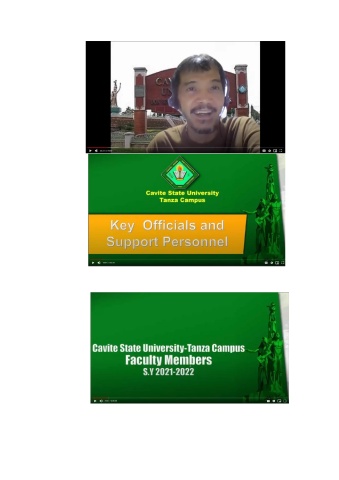 Cavite State University
Tanza Campus
Key Officials and
Support Personnel
Cavite State University-Tanza Campus
Faculty Members
S.Y 2021-2022